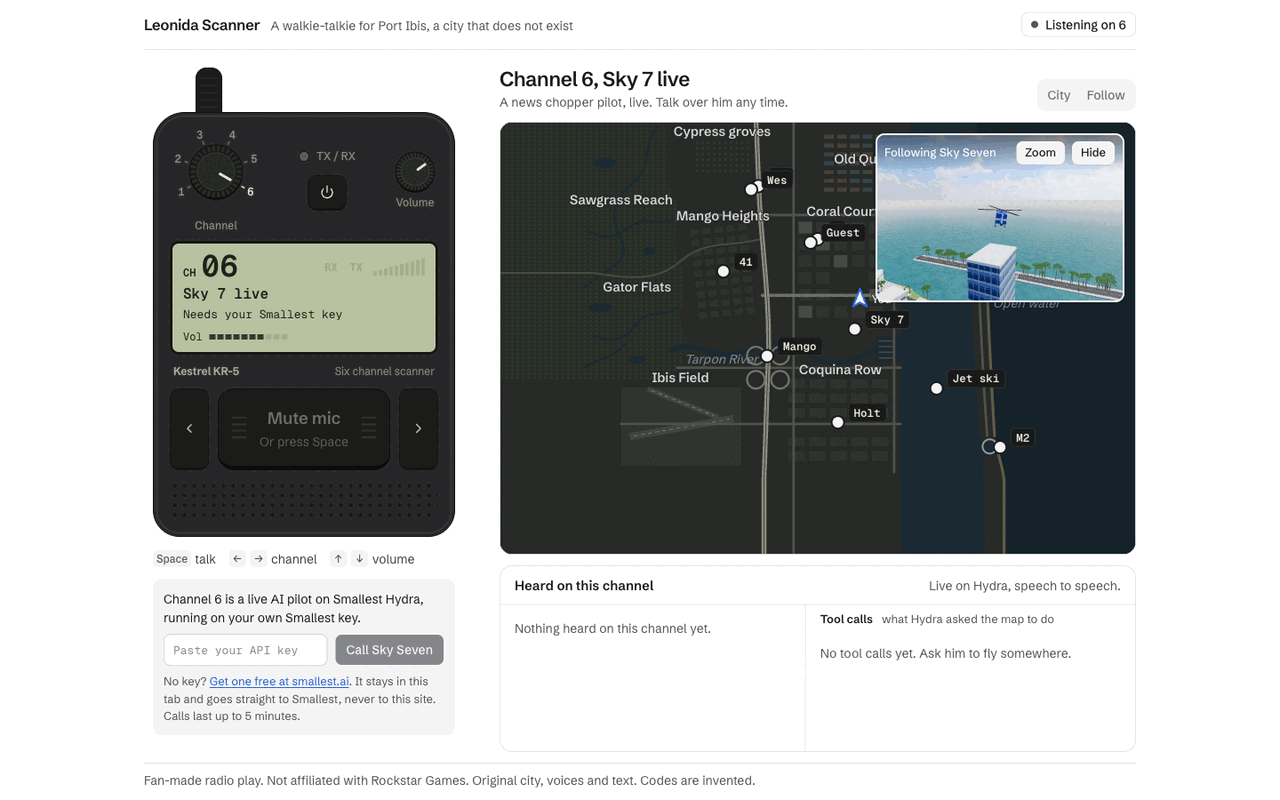 Leonida Scanner A walkie-talkie for Port Ibis, a city that does not exist
Listening on 6
3 4
2 5
1 6
Channel
TX / RX
Volume
CH 06
RX TX
Sky 7 live
Needs your Smallest key
Vol
Kestrel KR-5 Six channel scanner
Mute mic
Or press Space
Space talk ← → channel ↑ ↓ volume
Channel 6 is a live AI pilot on Smallest Hydra,
running on your own Smallest key.
Paste your API key
Call Sky Seven
No key? Get one free at smallest.ai. It stays in this
tab and goes straight to Smallest, never to this site.
Calls last up to 5 minutes.
Channel 6, Sky 7 live
A news chopper pilot, live. Talk over him any time.
City Follow
Cypress groves
Old Qu
Following Sky Seven Zoom Hide
Wes
Sawgrass Reach
Mango Heights
Coral Cour
Guest
41
Gator Flats
Open water
Sky 7
Mango
Tarpon River
Coquina Row
Ibis Field
Jet ski
Holt
M2
Heard on this channel
Live on Hydra, speech to speech.
Nothing heard on this channel yet.
Tool calls what Hydra asked the map to do
No tool calls yet. Ask him to fly somewhere.
Fan-made radio play. Not affiliated with Rockstar Games. Original city, voices and text. Codes are invented.